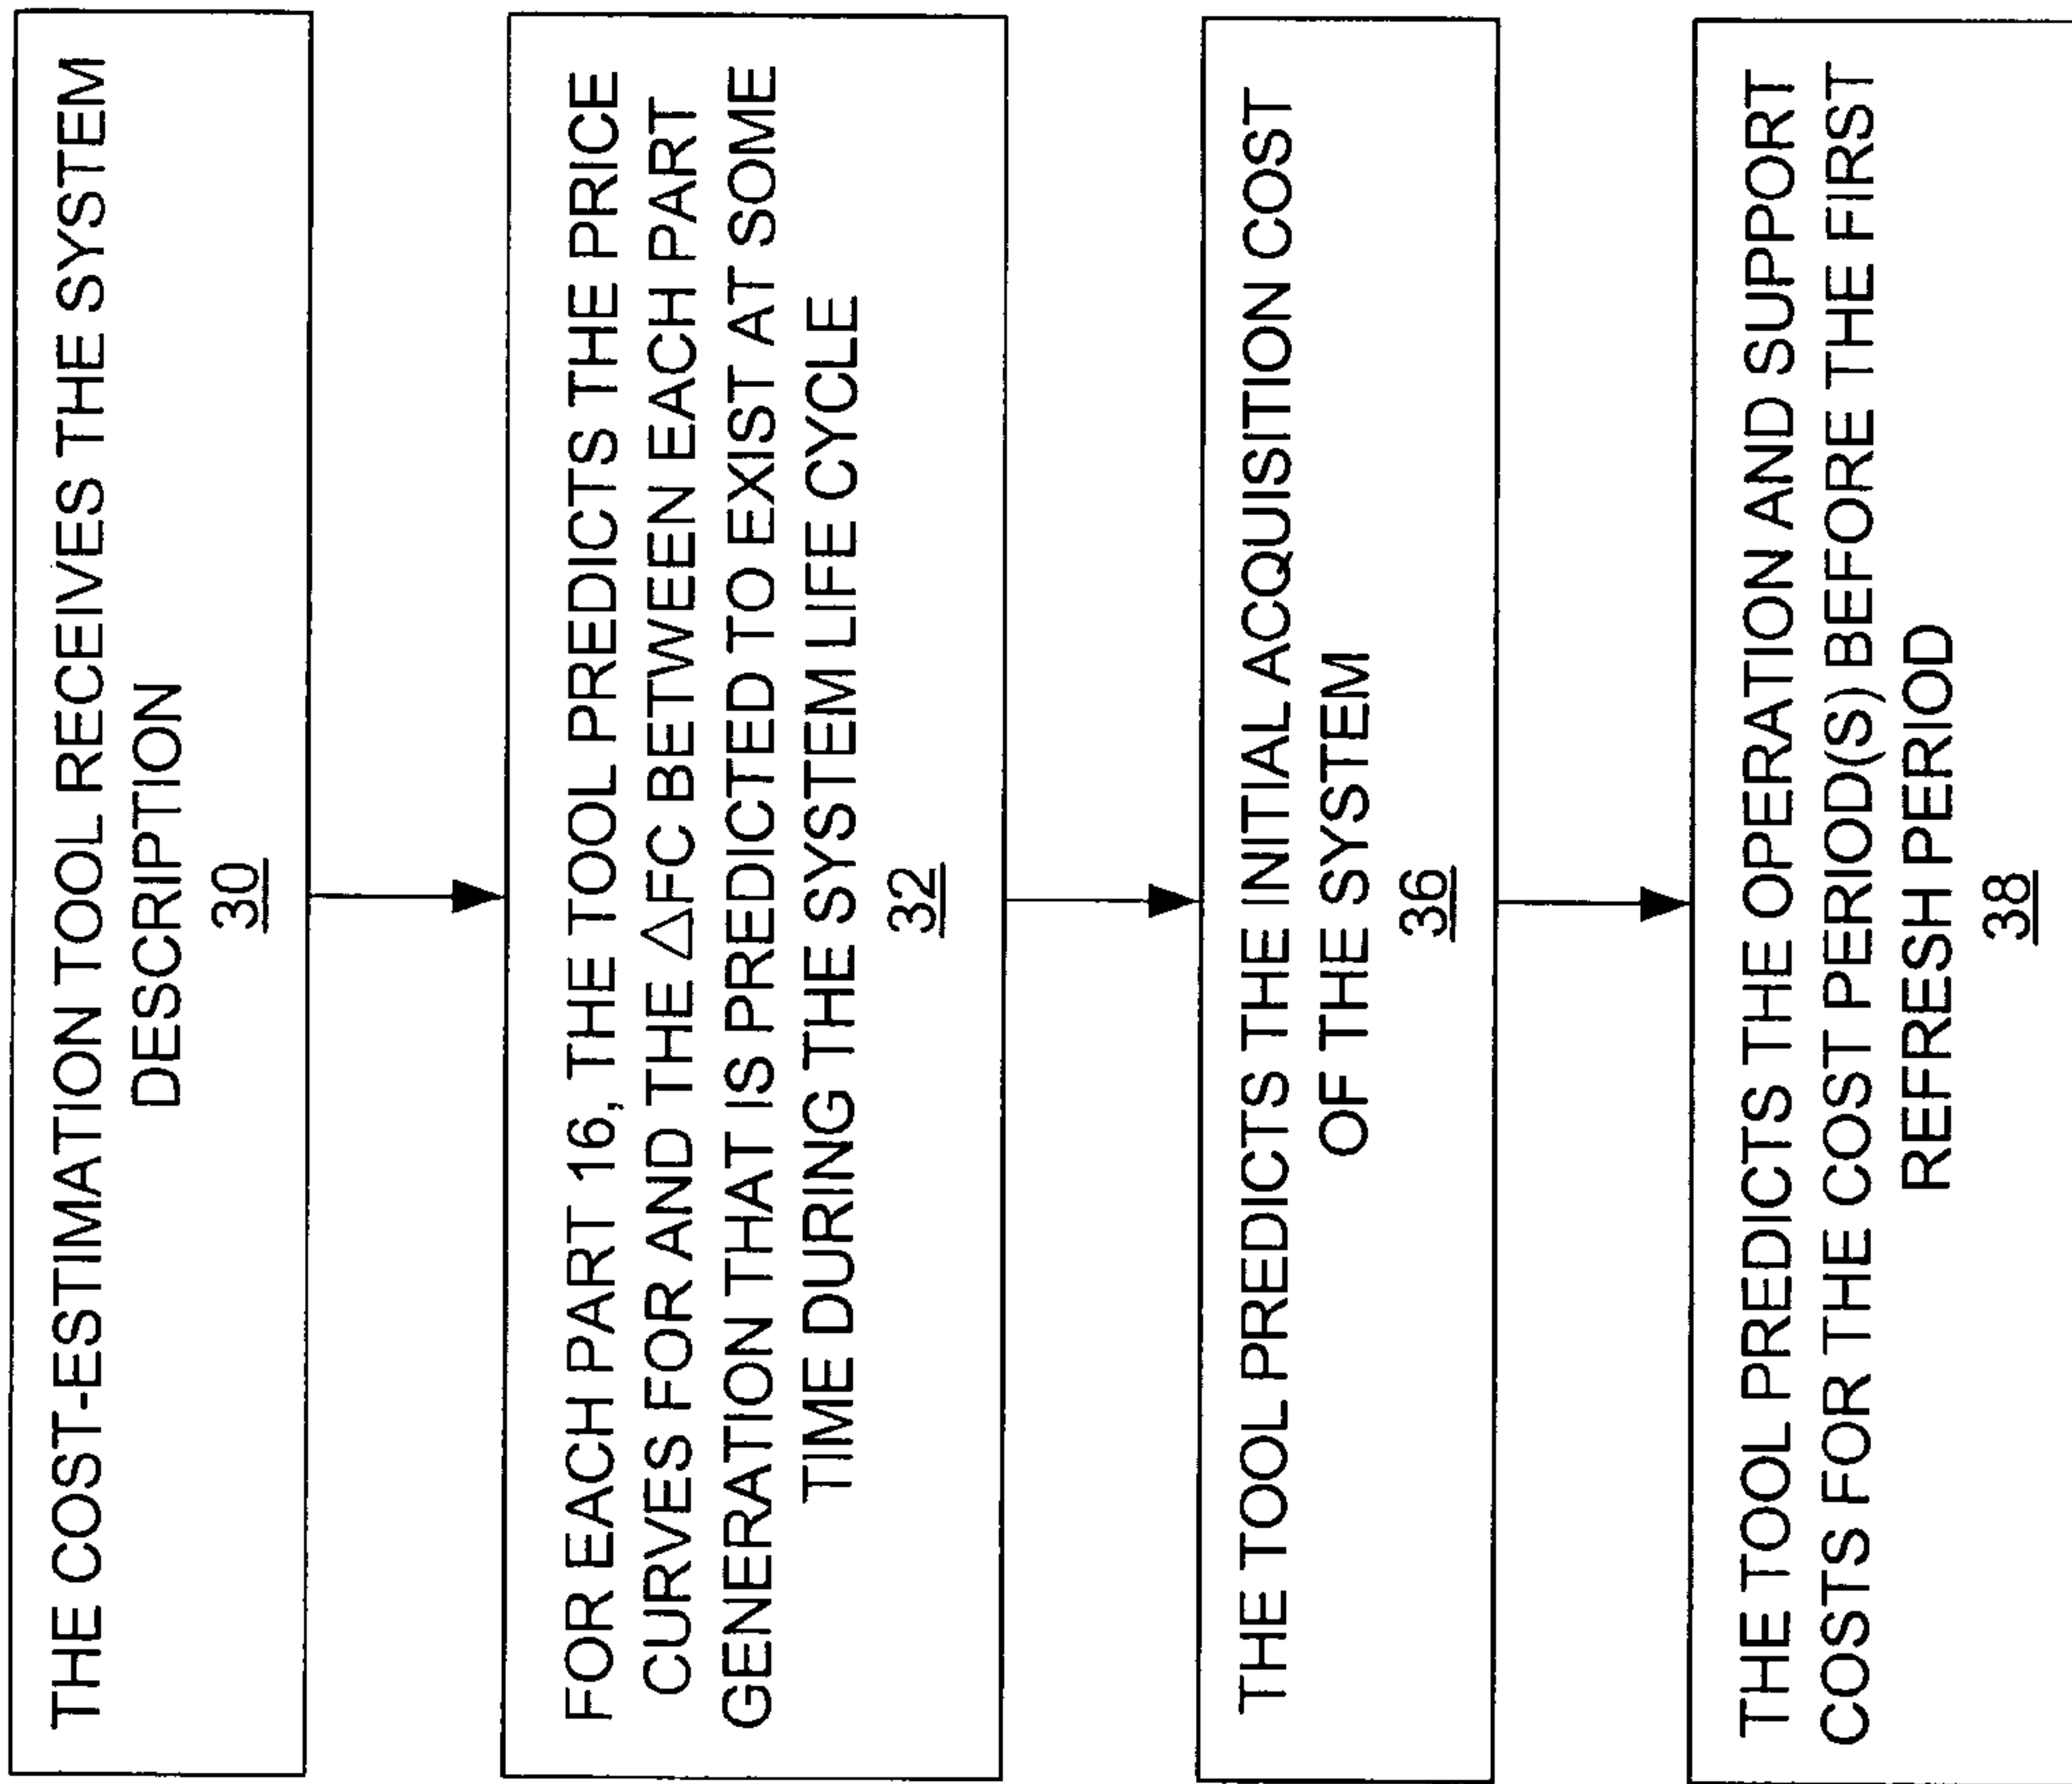 THE COST-ESTIMATION TOOL RECEIVES THE SYSTEM
DESCRIPTION
30
FOR EACH PART 16, THE TOOL PREDICTS THE PRICE
CURVES FOR AND THE △FC BETWEEN EACH PART
GENERATION THAT IS PREDICTED TO EXIST AT SOME
TIME DURING THE SYSTEM LIFE CYCLE
32
THE TOOL PREDICTS THE INITIAL ACQUISITION COST
OF THE SYSTEM
36
THE TOOL PREDICTS THE OPERATION AND SUPPORT
COSTS FOR THE COST PERIOD(S) BEFORE THE FIRST
REFRESH PERIOD
38